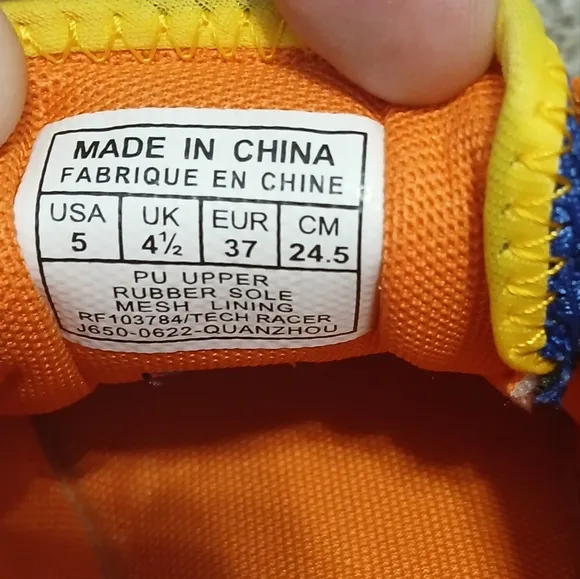 MADE IN CHINA
FABRIQUE EN CHINE
USA UK EUR CM
5 4½ 37 24.5
PU UPPER
RUBBER SOLE
MESH LINING
RF103784/TECH RACER
J650-0622-QUANZHOU